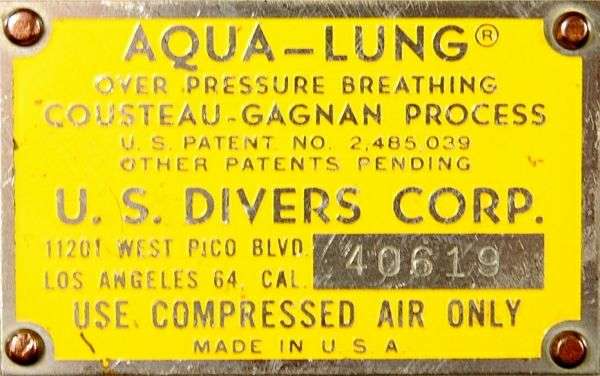 AQUA-LUNG®
OVER PRESSURE BREATHING
COUSTEAU-GAGNAN PROCESS
U.S. PATENT NO. 2,485,039
OTHER PATENTS PENDING
U. S. DIVERS CORP.
11201 WEST PICO BLVD.
LOS ANGELES 64, CAL.
40619
USE COMPRESSED AIR ONLY
MADE IN U S A